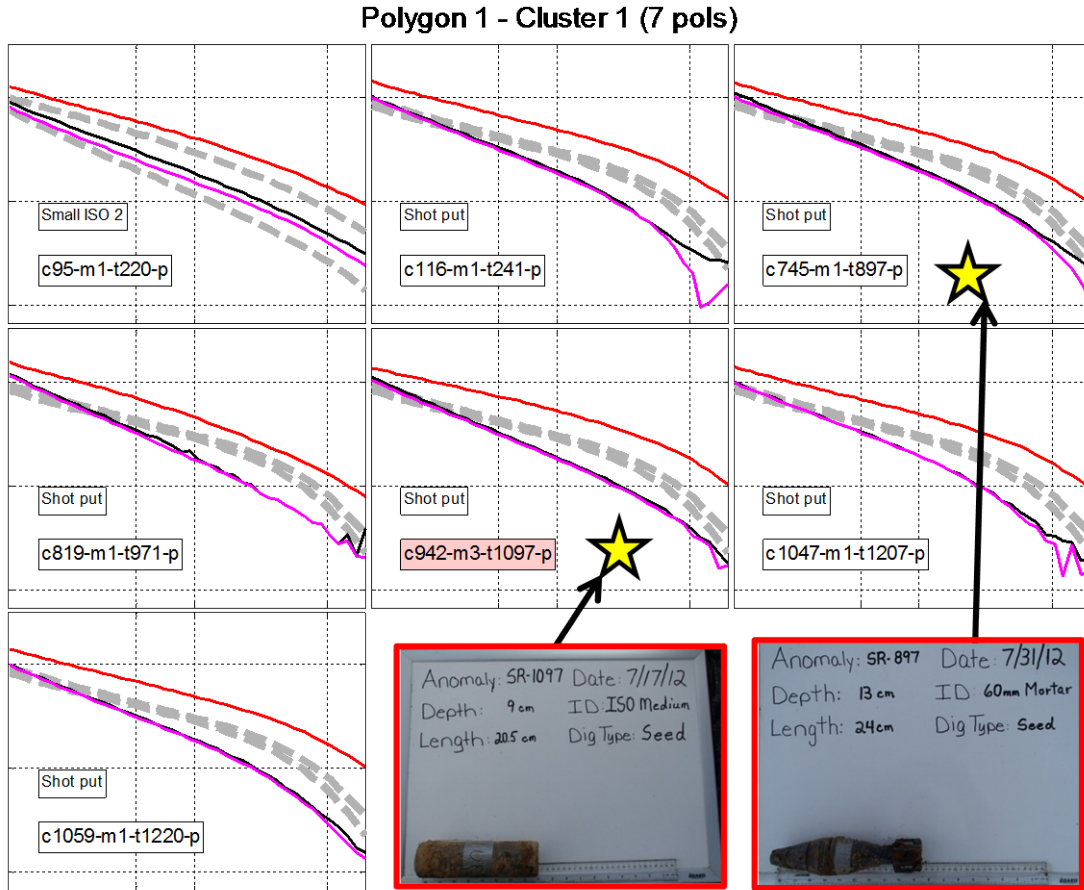 Polygon 1 - Cluster 1 (7 pols)
Small ISO 2
c95-m1-t220-p
Shot put
c116-m1-t241-p
Shot put
c745-m1-t897-p
Shot put
c819-m1-t971-p
Shot put
c942-m3-t1097-p
Shot put
c1047-m1-t1207-p
Shot put
c1059-m1-t1220-p
Anomaly: SR-1097 Date: 7/17/12
Depth: 9 cm ID: ISO Medium
Length: 20.5 cm Dig Type: Seed
Anomaly: SR-897 Date: 7/31/12
Depth: 13 cm ID: 60mm Mortar
Length: 24cm Dig Type: Seed